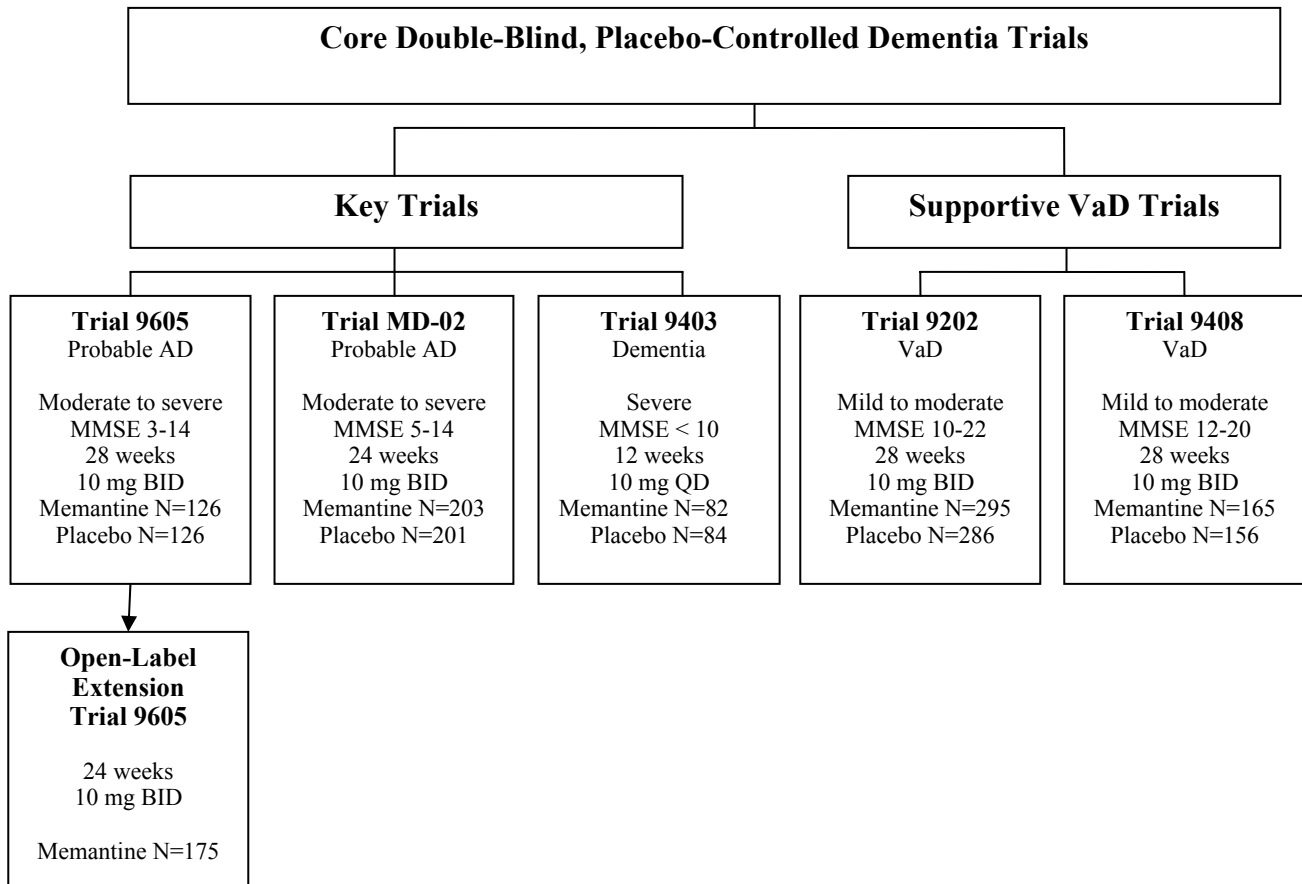 Core Double-Blind, Placebo-Controlled Dementia Trials
Key Trials
Supportive VaD Trials
Trial 9605
Probable AD
Moderate to severe
MMSE 3-14
28 weeks
10 mg BID
Memantine N=126
Placebo N=126
Trial MD-02
Probable AD
Moderate to severe
MMSE 5-14
24 weeks
10 mg BID
Memantine N=203
Placebo N=201
Trial 9403
Dementia
Severe
MMSE < 10
12 weeks
10 mg QD
Memantine N=82
Placebo N=84
Trial 9202
VaD
Mild to moderate
MMSE 10-22
28 weeks
10 mg BID
Memantine N=295
Placebo N=286
Trial 9408
VaD
Mild to moderate
MMSE 12-20
28 weeks
10 mg BID
Memantine N=165
Placebo N=156
Open-Label
Extension
Trial 9605
24 weeks
10 mg BID
Memantine N=175